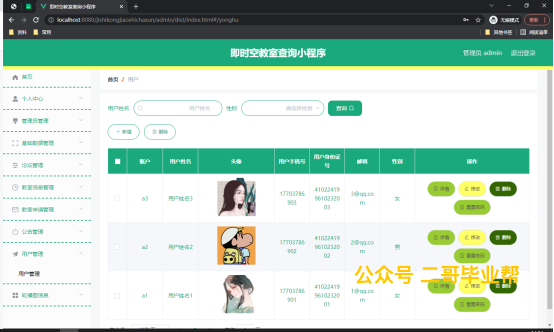 即时空教室查询小程序
localhost:8080/jishikongjiaoshichaxun/admin/dist/index.html#/yonghu
无痕模式
更新
资料
常用
其他书签
阅读清单
即时空教室查询小程序
管理员 admin
退出登录
首页
个人中心
管理员管理
基础数据管理
论坛管理
教室信息管理
教室申请管理
公告管理
用户管理
用户管理
轮播图信息
首页 / 用户
用户姓名
用户姓名
性别
请选择性别
查询
+ 新增
删除
账户
用户姓名
头像
用户手机号
用户身份证号
邮箱
性别
操作
a3
用户姓名3
17703786903
410224199610232003
3@qq.com
女
详情
修改
删除
重置密码
a2
用户姓名2
17703786902
410224199610232002
2@qq.com
男
详情
修改
删除
重置密码
a1
用户姓名1
17703786901
410224199610232001
1@qq.com
女
详情
修改
删除
重置密码
公众号 二哥毕业帮